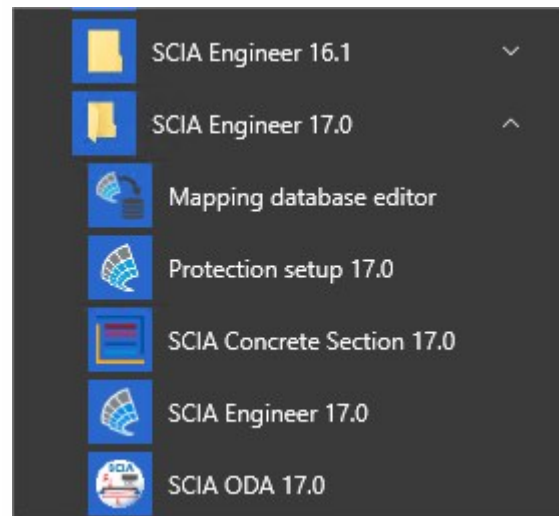 SCIA Engineer 16.1
SCIA Engineer 17.0
Mapping database editor
Protection setup 17.0
SCIA Concrete Section 17.0
SCIA Engineer 17.0
SCIA
SCIA ODA 17.0